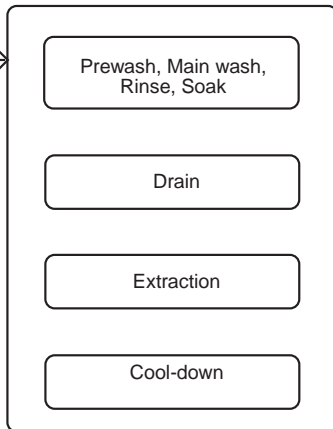 Prewash, Main wash,
Rinse, Soak
Drain
Extraction
Cool-down